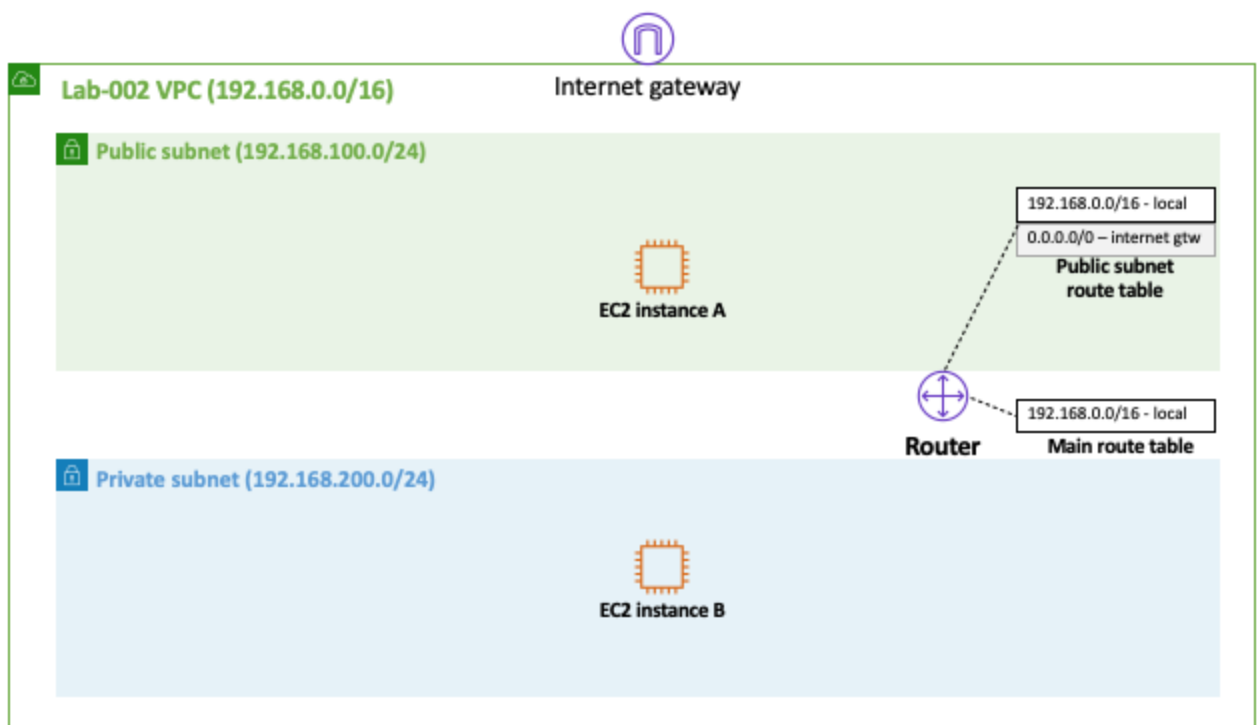 Internet gateway
Lab-002 VPC (192.168.0.0/16)
Public subnet (192.168.100.0/24)
192.168.0.0/16 - local
0.0.0.0/0 – internet gtw
Public subnet
route table
EC2 instance A
192.168.0.0/16 - local
Router
Main route table
Private subnet (192.168.200.0/24)
EC2 instance B